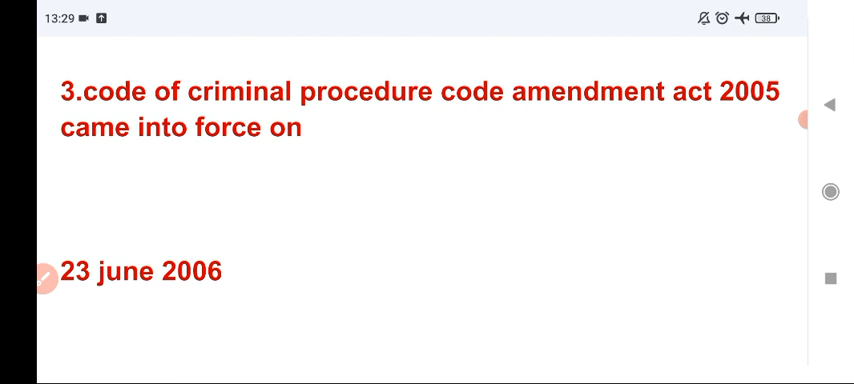 13:29
38
3.code of criminal procedure code amendment act 2005
came into force on
23 june 2006